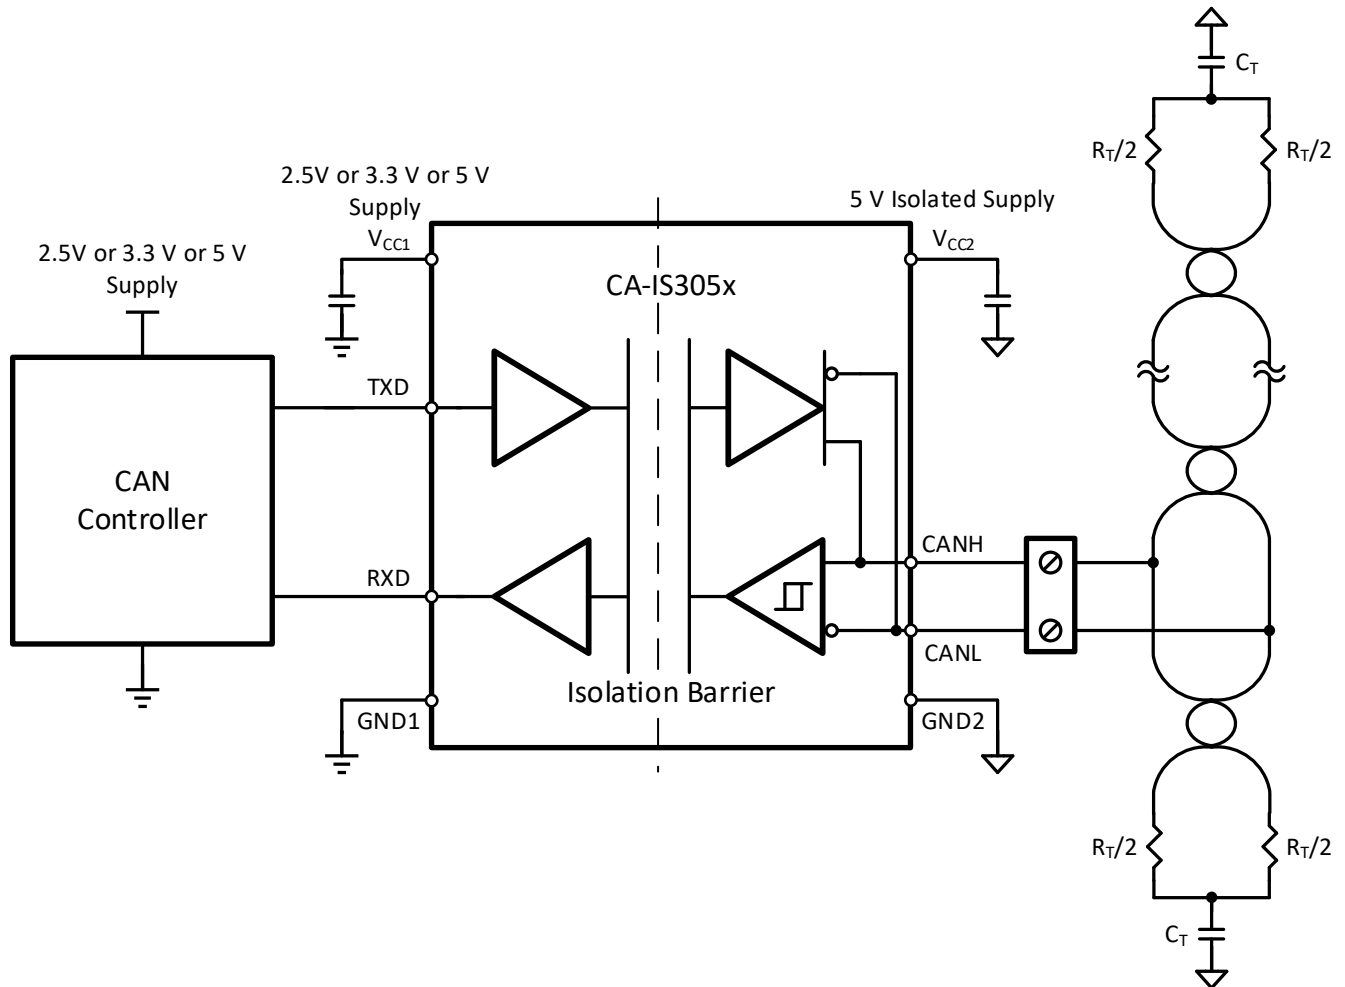 C_T
R_T/2
R_T/2
2.5V or 3.3 V or 5 V
Supply
V_CC1
5 V Isolated Supply
V_CC2
2.5V or 3.3 V or 5 V
Supply
CA-IS305x
TXD
CAN
Controller
CANH
RXD
CANL
Isolation Barrier
GND1
GND2
R_T/2
R_T/2
C_T